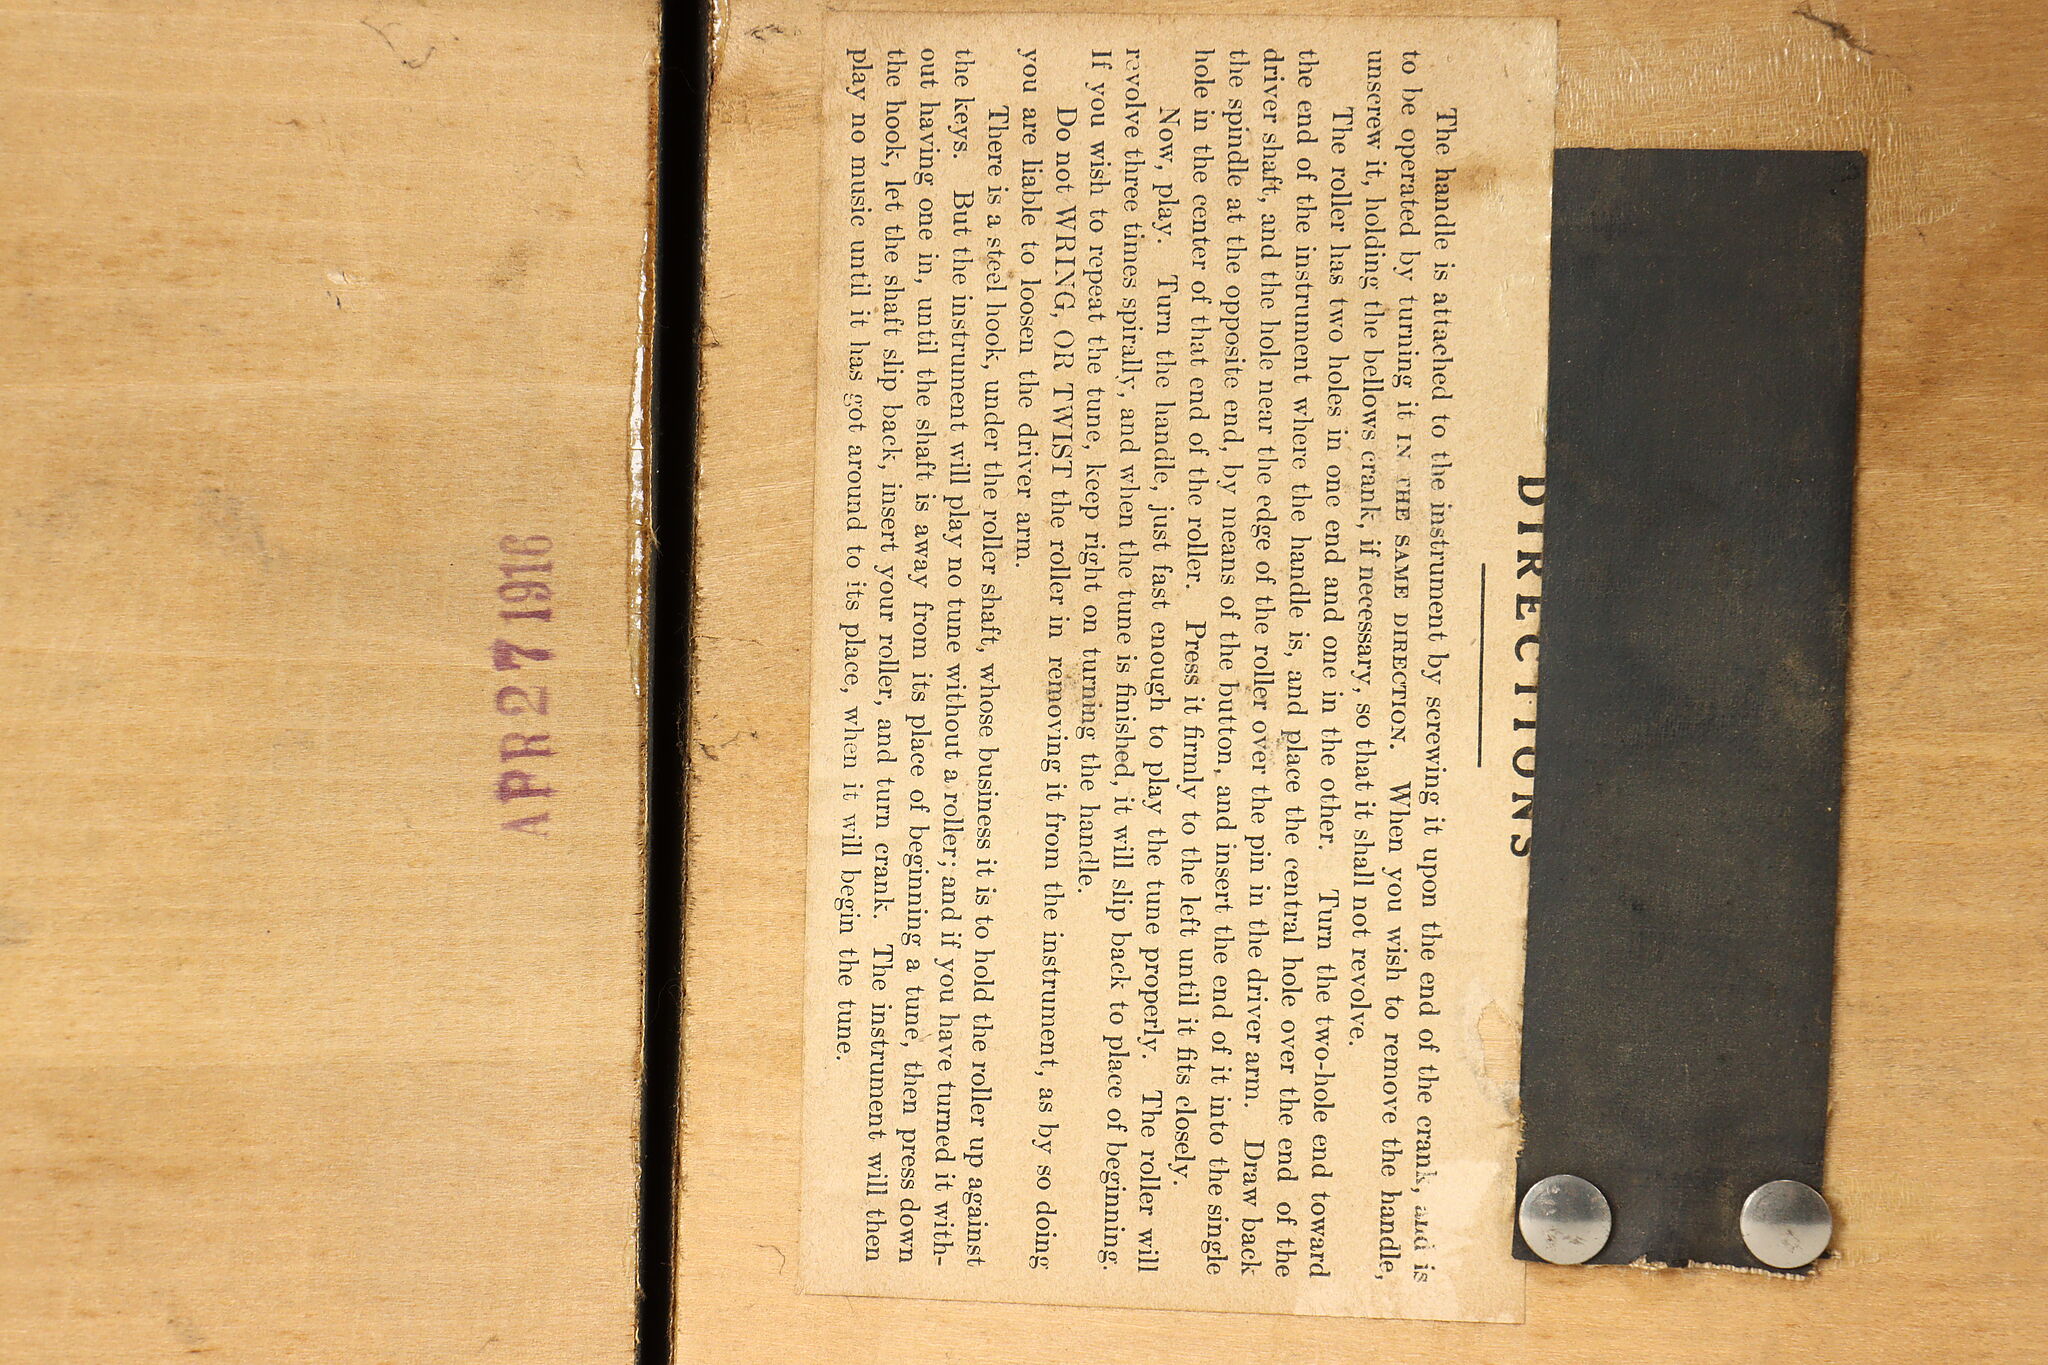 DIRECTIONS
The handle is attached to the instrument by screwing it upon the end of the crank, and is
to be operated by turning it IN THE SAME DIRECTION. When you wish to remove the handle,
unscrew it, holding the bellows crank, if necessary, so that it shall not revolve.
The roller has two holes in one end and one in the other. Turn the two-hole end toward
the end of the instrument where the handle is, and place the central hole over the end of the
driver shaft, and the hole near the edge of the roller over the pin in the driver arm. Draw back
the spindle at the opposite end, by means of the button, and insert the end of it into the single
hole in the center of that end of the roller. Press it firmly to the left until it fits closely.
Now, play. Turn the handle, just fast enough to play the tune properly. The roller will
revolve three times spirally, and when the tune is finished, it will slip back to place of beginning.
If you wish to repeat the tune, keep right on turning the handle.
Do not WRING, OR TWIST the roller in removing it from the instrument, as by so doing
you are liable to loosen the driver arm.
There is a steel hook, under the roller shaft, whose business it is to hold the roller up against
the keys. But the instrument will play no tune without a roller; and if you have turned it with-
out having one in, until the shaft is away from its place of beginning a tune, then press down
the hook, let the shaft slip back, insert your roller, and turn crank. The instrument will then
play no music until it has got around to its place, when it will begin the tune.
APR 27 1916